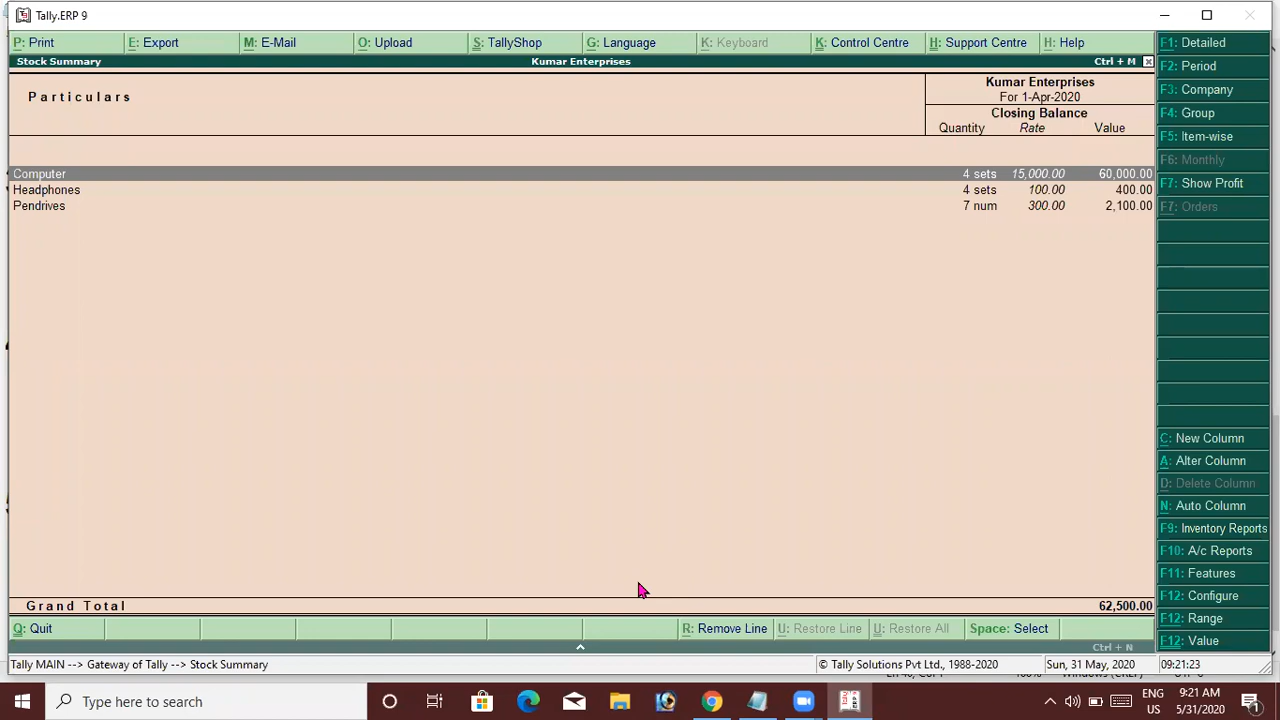 Tally.ERP 9
P: Print E: Export M: E-Mail O: Upload S: TallyShop G: Language K: Keyboard K: Control Centre H: Support Centre H: Help
Stock Summary Kumar Enterprises Ctrl + M
Particulars
Kumar Enterprises
For 1-Apr-2020
Closing Balance
Quantity Rate Value
Computer 4 sets 15,000.00 60,000.00
Headphones 4 sets 100.00 400.00
Pendrives 7 num 300.00 2,100.00
Grand Total 62,500.00
F1: Detailed
F2: Period
F3: Company
F4: Group
F5: Item-wise
F6: Monthly
F7: Show Profit
F7: Orders
C: New Column
A: Alter Column
D: Delete Column
N: Auto Column
F9: Inventory Reports
F10: A/c Reports
F11: Features
F12: Configure
F12: Range
F12: Value
Q: Quit R: Remove Line U: Restore Line U: Restore All Space: Select
Ctrl + N
Tally MAIN --> Gateway of Tally --> Stock Summary © Tally Solutions Pvt Ltd., 1988-2020 Sun, 31 May, 2020 09:21:23
Type here to search
ENG
US
9:21 AM
5/31/2020
1